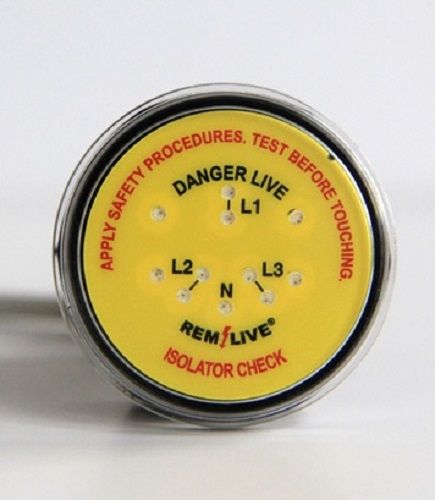 APPLY SAFETY PROCEDURES. TEST BEFORE TOUCHING.
DANGER LIVE
L1
L2
L3
N
REM LIVE®
ISOLATOR CHECK